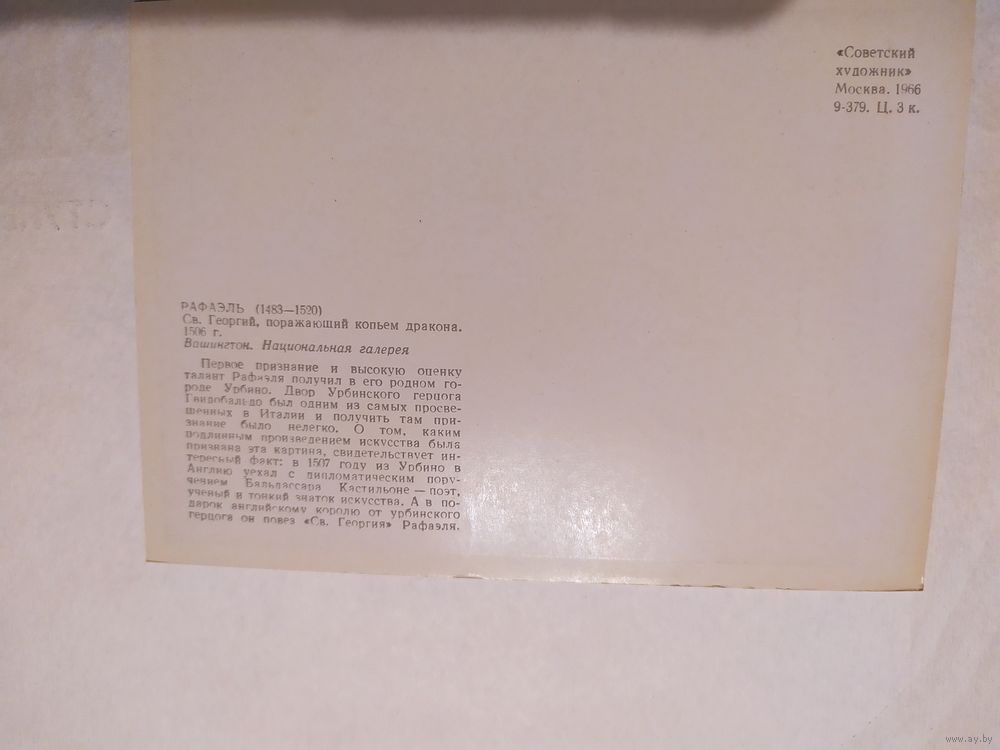 «Советский
художник»
Москва. 1966
9-379. Ц. 3 к.
РАФАЭЛЬ (1483—1520)
Св. Георгий, поражающий копьем дракона.
1506 г.
Вашингтон. Национальная галерея
Первое признание и высокую оценку
талант Рафаэля получил в его родном го-
роде Урбино. Двор Урбинского герцога
Гвидобальдо был одним из самых просве-
щенных в Италии и получить там при-
знание было нелегко. О том, каким
подлинным произведением искусства была
признана эта картина, свидетельствует ин-
тересный факт: в 1507 году из Урбино в
Англию уехал с дипломатическим пору-
чением Бальдассара Кастильоне — поэт,
ученый и тонкий знаток искусства. А в по-
дарок английскому королю от урбинского
герцога он повез «Св. Георгия» Рафаэля.
www.ay.by